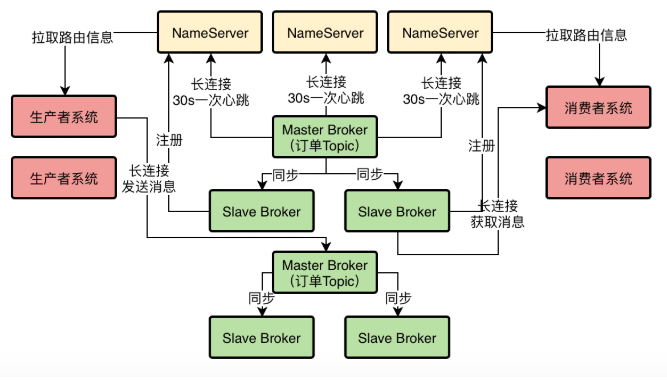 NameServer
NameServer
NameServer
拉取路由信息
拉取路由信息
长连接
30s一次心跳
长连接
30s一次心跳
长连接
30s一次心跳
生产者系统
消费者系统
Master Broker
（订单Topic）
注册
注册
生产者系统
消费者系统
长连接
发送消息
同步
同步
Slave Broker
Slave Broker
长连接
获取消息
Master Broker
（订单Topic）
同步
同步
Slave Broker
Slave Broker